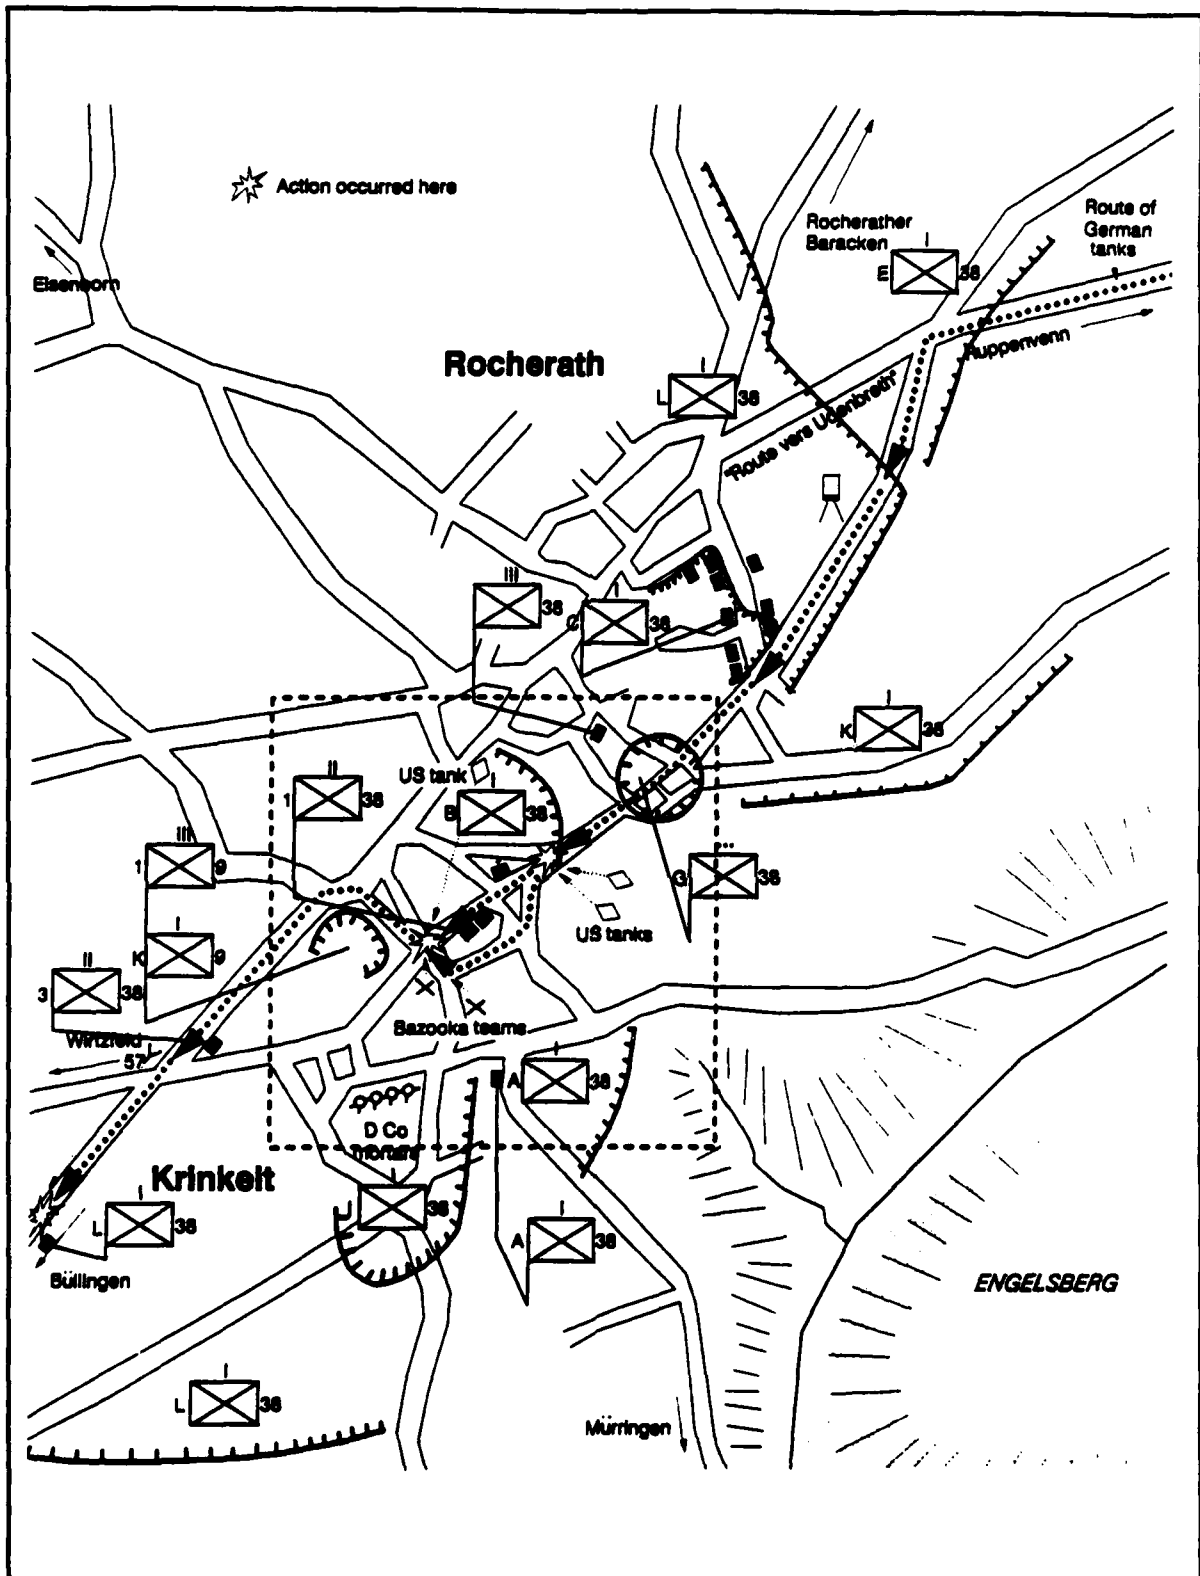 Action occurred here
Elsenborn
Rocherather
Baracken
Route of
German
tanks
I
E 38
Ruppenvenn
Rocherath
I
L 38
"Route vers Udenbreth"
III
38
I
C 38
I
K 38
II
1 38
US tank
I
B 38
III
1 9
...
G 38
I
K 9
US tanks
II
3 38
Wirtzfeld
57
Bazooka teams
I
A 38
D Co
mortars
Krinkelt
I
J 38
I
L 38
I
A 38
Büllingen
ENGELSBERG
I
L 38
Mürringen